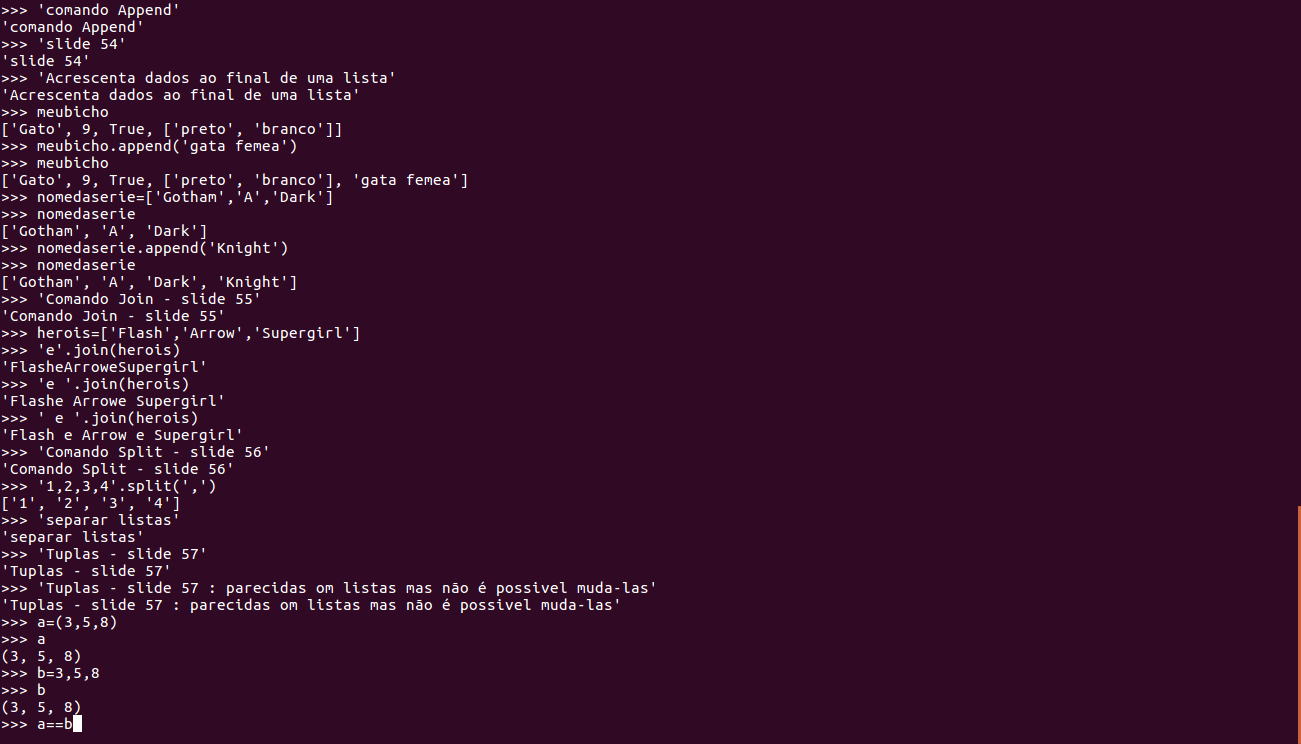 >>> 'comando Append'
'comando Append'
>>> 'slide 54'
'slide 54'
>>> 'Acrescenta dados ao final de uma lista'
'Acrescenta dados ao final de uma lista'
>>> meubicho
['Gato', 9, True, ['preto', 'branco']]
>>> meubicho.append('gata femea')
>>> meubicho
['Gato', 9, True, ['preto', 'branco'], 'gata femea']
>>> nomedaserie=['Gotham','A','Dark']
>>> nomedaserie
['Gotham', 'A', 'Dark']
>>> nomedaserie.append('Knight')
>>> nomedaserie
['Gotham', 'A', 'Dark', 'Knight']
>>> 'Comando Join - slide 55'
'Comando Join - slide 55'
>>> herois=['Flash','Arrow','Supergirl']
>>> 'e'.join(herois)
'FlasheArroweSupergirl'
>>> 'e '.join(herois)
'Flashe Arrowe Supergirl'
>>> ' e '.join(herois)
'Flash e Arrow e Supergirl'
>>> 'Comando Split - slide 56'
'Comando Split - slide 56'
>>> '1,2,3,4'.split(',')
['1', '2', '3', '4']
>>> 'separar listas'
'separar listas'
>>> 'Tuplas - slide 57'
'Tuplas - slide 57'
>>> 'Tuplas - slide 57 : parecidas om listas mas não é possivel muda-las'
'Tuplas - slide 57 : parecidas om listas mas não é possivel muda-las'
>>> a=(3,5,8)
>>> a
(3, 5, 8)
>>> b=3,5,8
>>> b
(3, 5, 8)
>>> a==b